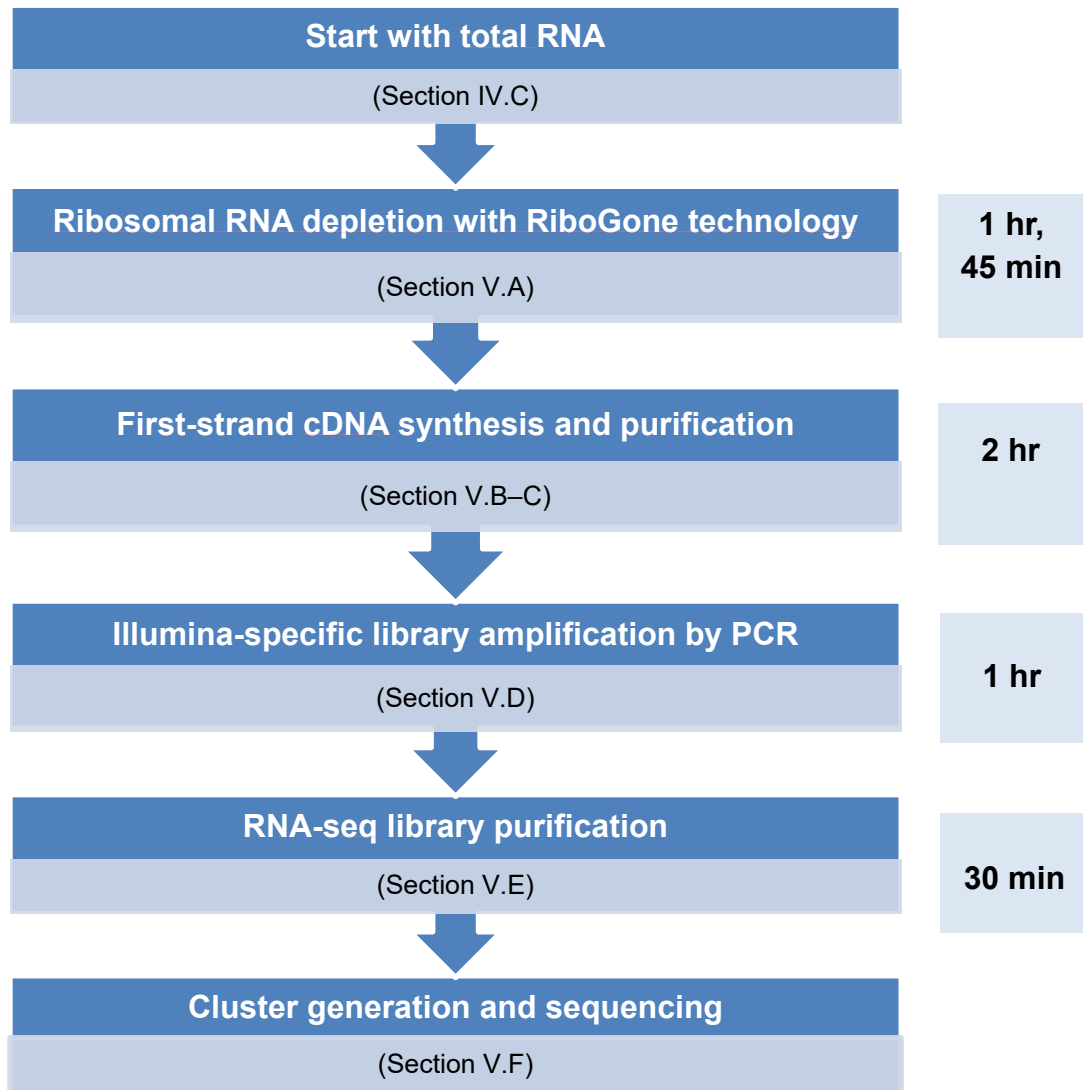 Start with total RNA
(Section IV.C)
Ribosomal RNA depletion with RiboGone technology
(Section V.A)
1 hr,
45 min
First-strand cDNA synthesis and purification
(Section V.B–C)
2 hr
Illumina-specific library amplification by PCR
(Section V.D)
1 hr
RNA-seq library purification
(Section V.E)
30 min
Cluster generation and sequencing
(Section V.F)